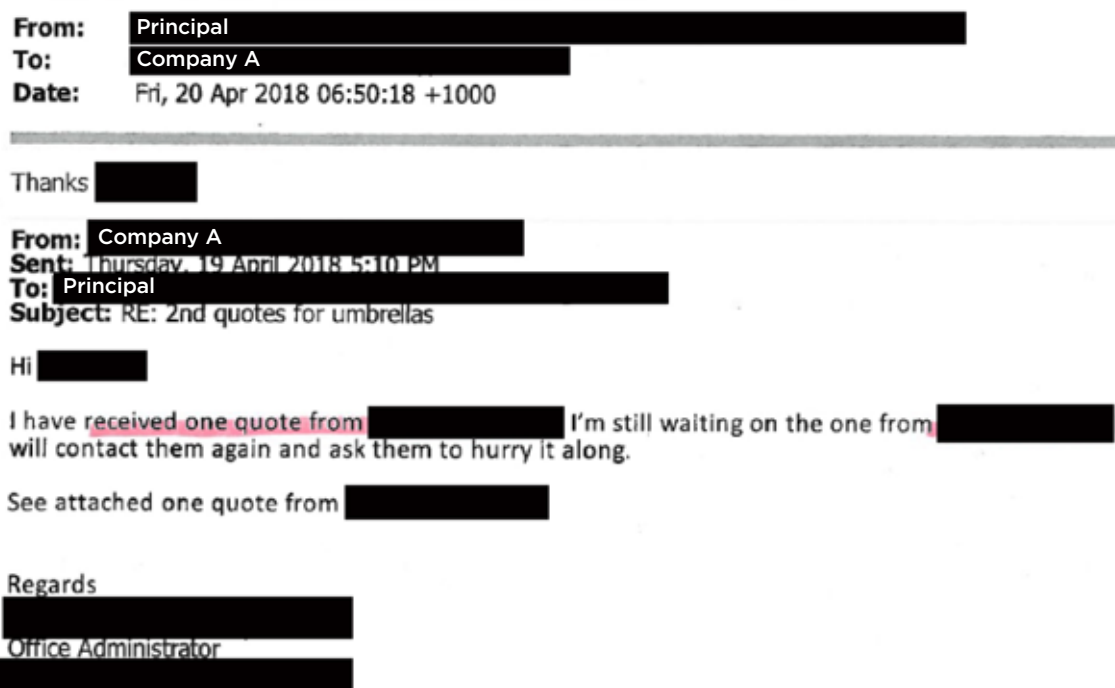 From: Principal
To: Company A
Date: Fri, 20 Apr 2018 06:50:18 +1000
Thanks
From: Company A
Sent: Thursday, 19 April 2018 5:10 PM
To: Principal
Subject: RE: 2nd quotes for umbrellas
Hi
I have received one quote from I'm still waiting on the one from
will contact them again and ask them to hurry it along.
See attached one quote from
Regards
Office Administrator